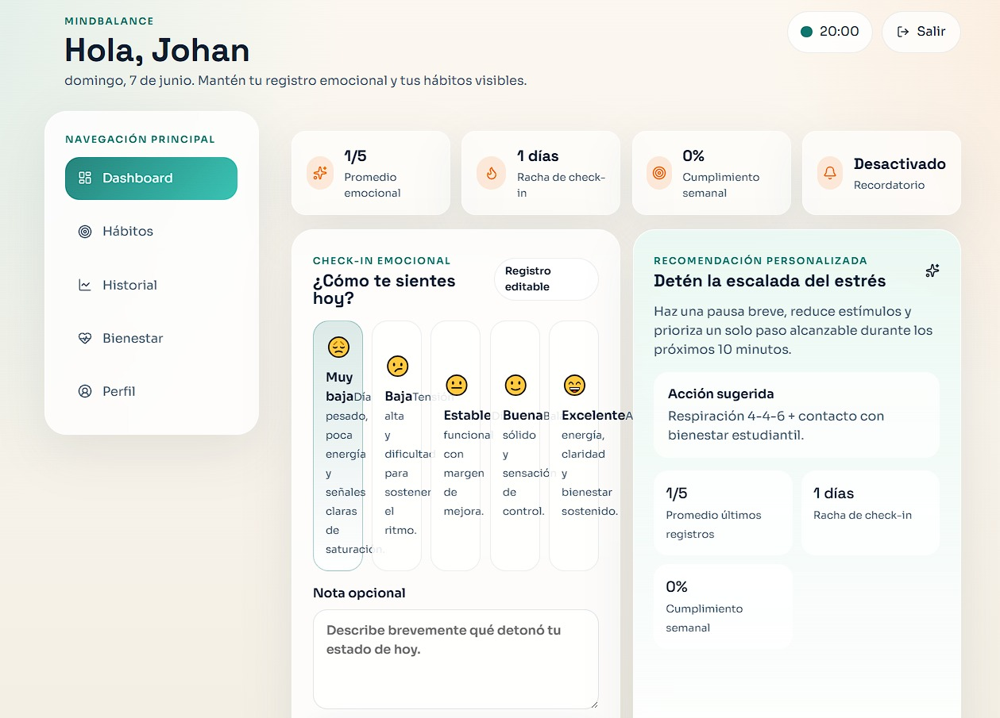 MINDBALANCE
Hola, Johan
domingo, 7 de junio. Mantén tu registro emocional y tus hábitos visibles.
20:00
Salir
NAVEGACIÓN PRINCIPAL
Dashboard
Hábitos
Historial
Bienestar
Perfil
1/5
Promedio
emocional
1 días
Racha de check-
in
0%
Cumplimiento
semanal
Desactivado
Recordatorio
CHECK-IN EMOCIONAL
¿Cómo te sientes
hoy?
Registro
editable
Muy
bajaDía
pesado,
poca
energía
y
señales
claras
de
saturación.
BajaTensión
alta
y
dificultad
para
sostener
el
ritmo.
Estable
funcional
con
margen
de
mejora.
Buena
sólido
y
sensación
de
control.
Excelente
energía,
claridad
y
bienestar
sostenido.
Nota opcional
Describe brevemente qué detonó tu
estado de hoy.
RECOMENDACIÓN PERSONALIZADA
Detén la escalada del estrés
Haz una pausa breve, reduce estímulos y
prioriza un solo paso alcanzable durante los
próximos 10 minutos.
Acción sugerida
Respiración 4-4-6 + contacto con
bienestar estudiantil.
1/5
Promedio últimos
registros
1 días
Racha de check-in
0%
Cumplimiento
semanal